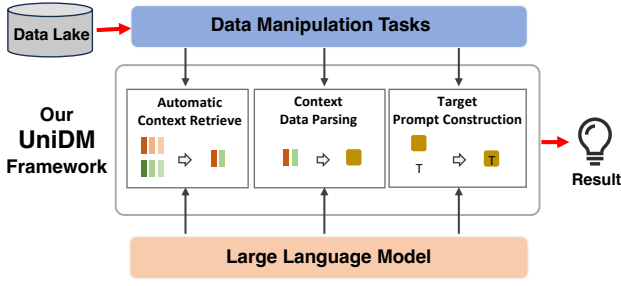 Data Lake
Data Manipulation Tasks
Our
UniDM
Framework
Automatic
Context Retrieve
Context
Data Parsing
Target
Prompt Construction
T
T
Result
Large Language Model